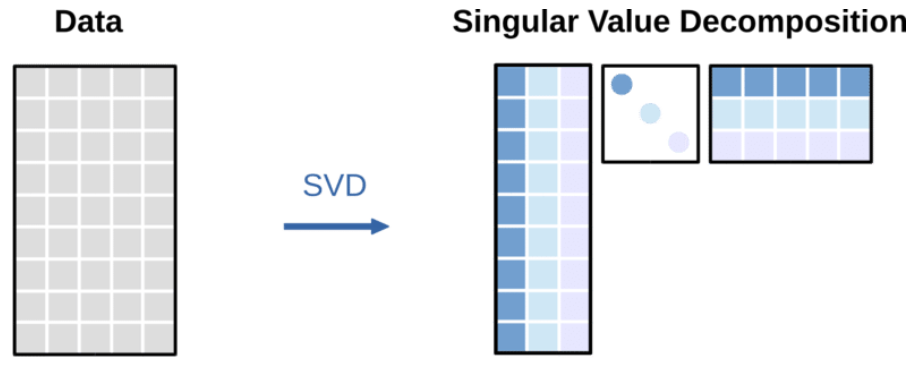 Data
Singular Value Decomposition
SVD